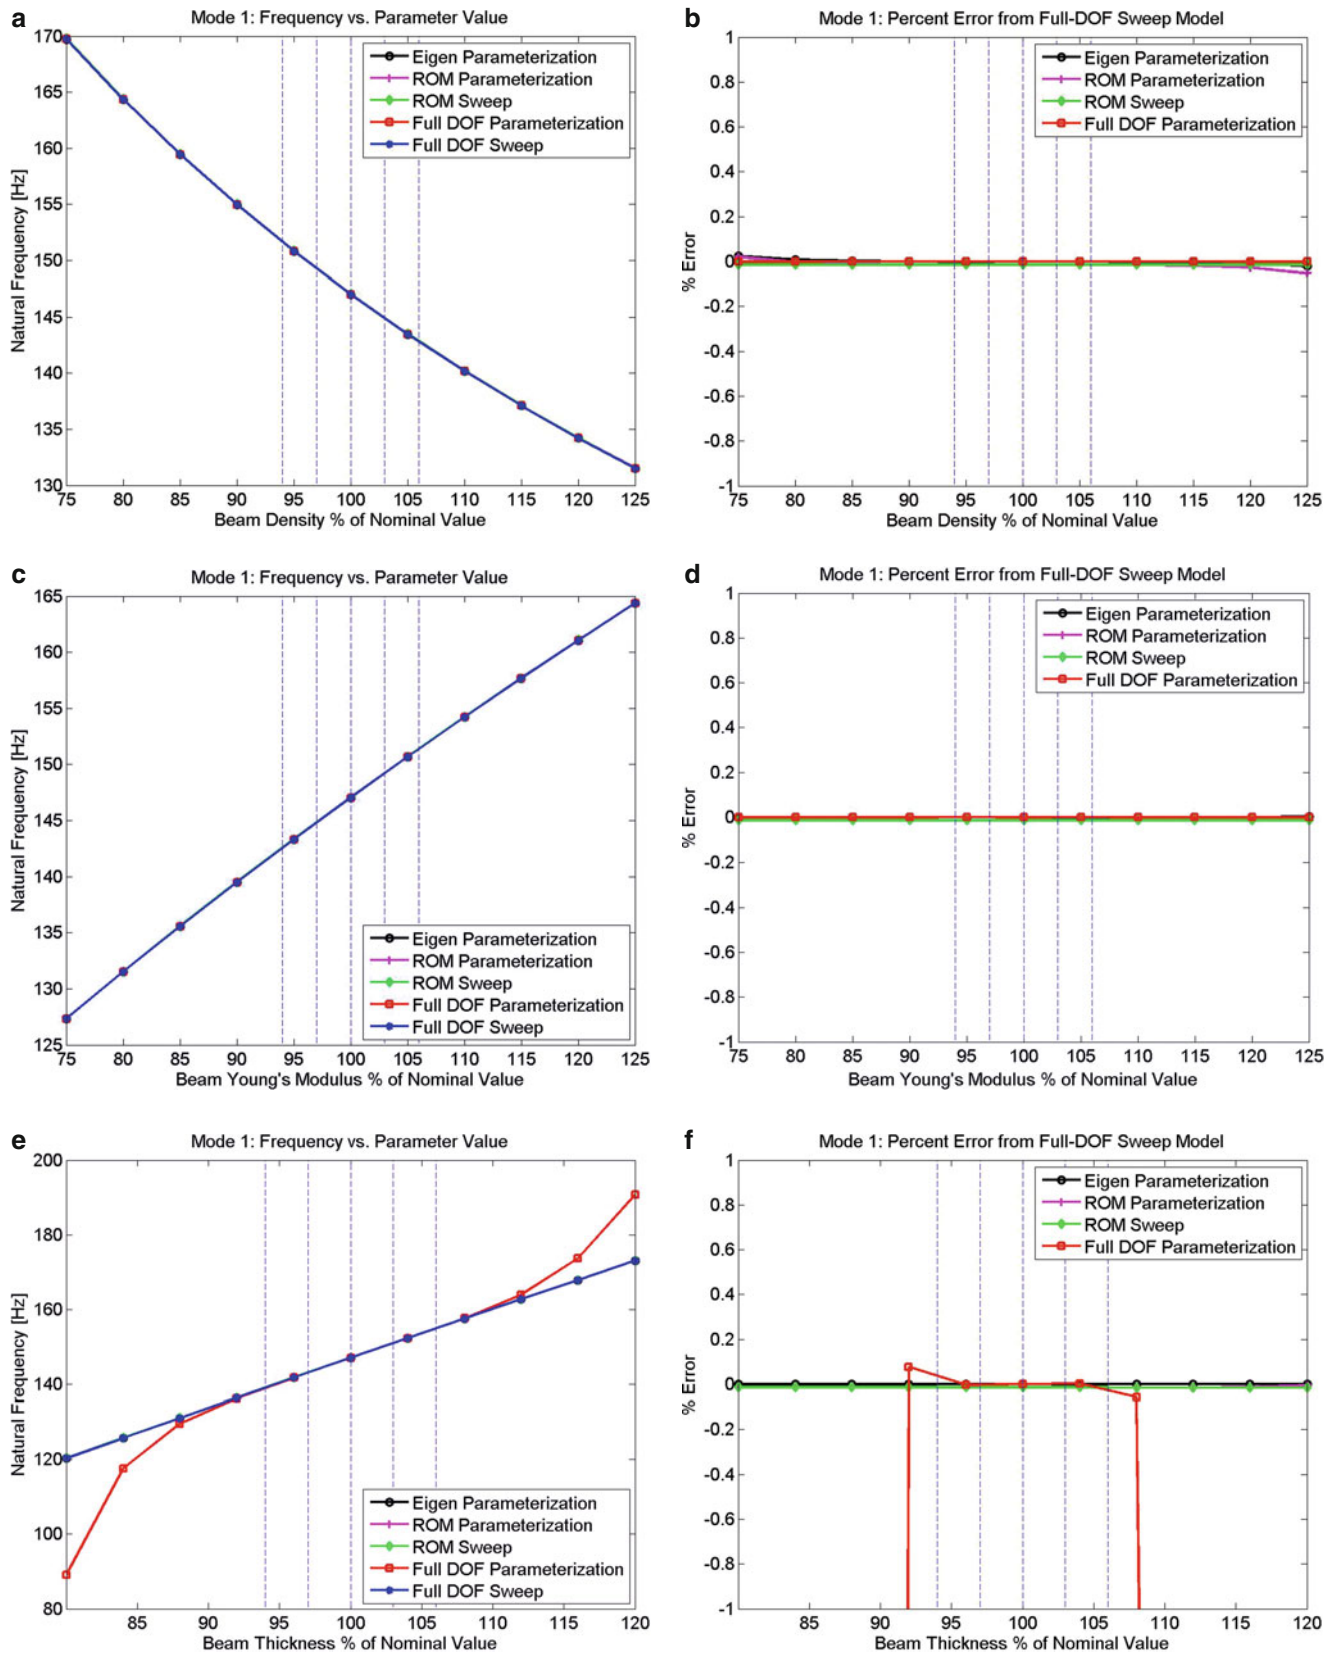 a
Mode 1: Frequency vs. Parameter Value
170
165
160
155
150
145
140
135
130
Natural Frequency [Hz]
Eigen Parameterization
ROM Parameterization
ROM Sweep
Full DOF Parameterization
Full DOF Sweep
75 80 85 90 95 100 105 110 115 120 125
Beam Density % of Nominal Value
b
Mode 1: Percent Error from Full-DOF Sweep Model
1
0.8
0.6
0.4
0.2
0
-0.2
-0.4
-0.6
-0.8
-1
% Error
Eigen Parameterization
ROM Parameterization
ROM Sweep
Full DOF Parameterization
75 80 85 90 95 100 105 110 115 120 125
Beam Density % of Nominal Value
c
Mode 1: Frequency vs. Parameter Value
165
160
155
150
145
140
135
130
125
Natural Frequency [Hz]
Eigen Parameterization
ROM Parameterization
ROM Sweep
Full DOF Parameterization
Full DOF Sweep
75 80 85 90 95 100 105 110 115 120 125
Beam Young's Modulus % of Nominal Value
d
Mode 1: Percent Error from Full-DOF Sweep Model
1
0.8
0.6
0.4
0.2
0
-0.2
-0.4
-0.6
-0.8
-1
% Error
Eigen Parameterization
ROM Parameterization
ROM Sweep
Full DOF Parameterization
75 80 85 90 95 100 105 110 115 120 125
Beam Young's Modulus % of Nominal Value
e
Mode 1: Frequency vs. Parameter Value
200
180
160
140
120
100
80
Natural Frequency [Hz]
Eigen Parameterization
ROM Parameterization
ROM Sweep
Full DOF Parameterization
Full DOF Sweep
85 90 95 100 105 110 115 120
Beam Thickness % of Nominal Value
f
Mode 1: Percent Error from Full-DOF Sweep Model
1
0.8
0.6
0.4
0.2
0
-0.2
-0.4
-0.6
-0.8
-1
% Error
Eigen Parameterization
ROM Parameterization
ROM Sweep
Full DOF Parameterization
85 90 95 100 105 110 115 120
Beam Thickness % of Nominal Value